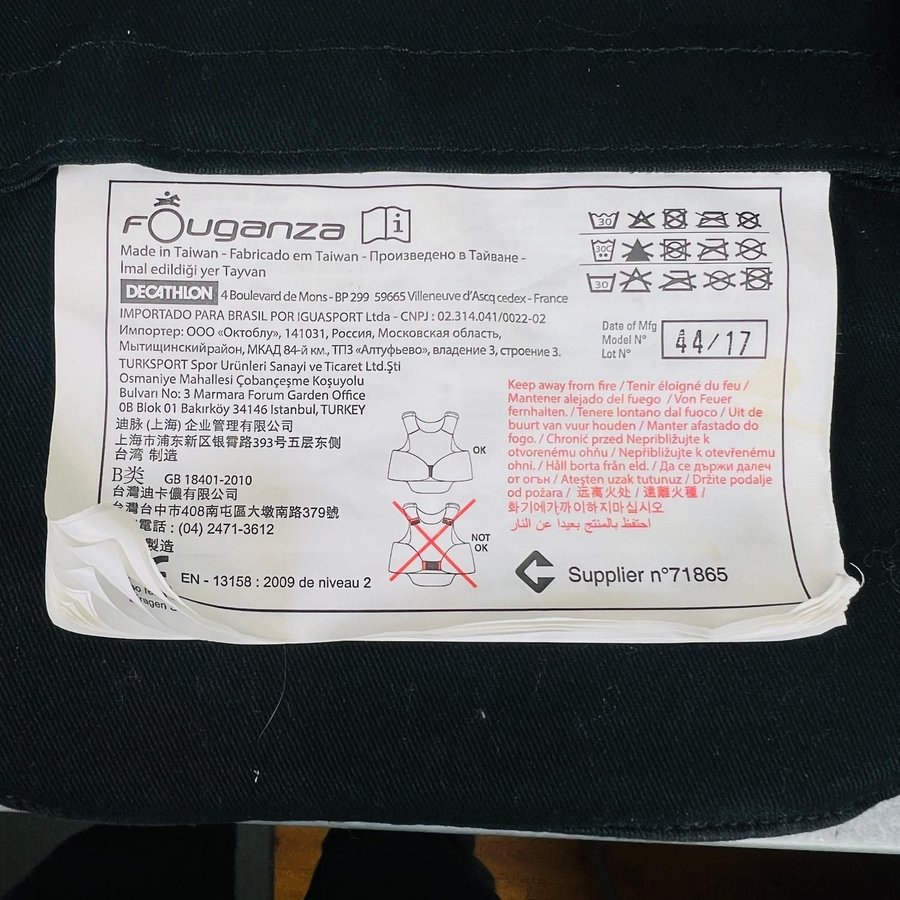 FOuganza
Made in Taiwan - Fabricado em Taiwan - Произведено в Тайване -
İmal edildiği yer Tayvan
DECATHLON 4 Boulevard de Mons - BP 299 59665 Villeneuve d'Ascq cedex - France
IMPORTADO PARA BRASIL POR IGUASPORT Ltda - CNPJ : 02.314.041/0022-02
Импортер: ООО «Октоблу», 141031, Россия, Московская область,
Мытищинскийрайон, МКАД 84-й км., ТПЗ «Алтуфьево», владение 3, строение 3.
TURKSPORT Spor Urünleri Sanayi ve Ticaret Ltd.Şti
Osmaniye Mahallesi Çobançeşme Koşuyolu
Bulvarı No: 3 Marmara Forum Garden Office
0B Blok 01 Bakırköy 34146 Istanbul, TURKEY
迪脉 (上海) 企业管理有限公司
上海市浦东新区银霄路393号五层东侧
台湾 制造
B类 GB 18401-2010
台灣迪卡儂有限公司
台灣台中市408南屯區大墩南路379號
電話 : (04) 2471-3612
製造
EN - 13158 : 2009 de niveau 2
30
30C
30
Date of Mfg
Model N°
Lot N°
44/17
Keep away from fire / Tenir éloigné du feu /
Mantener alejado del fuego / Von Feuer
fernhalten. / Tenere lontano dal fuoco / Uit de
buurt van vuur houden / Manter afastado do
fogo. / Chronić przed Nepribližujte k
otvorenému ohňu / Nepřibližujte k otevřenému
ohni. / Håll borta från eld. / Да се държи далеч
от огън / Ateşten uzak tutunuz / Držite podalje
od požara / 远离火处 / 遠離火種 /
화기에가까이하지마십시오
احتفظ بالمنتج بعيدا عن النار
OK
NOT
OK
Supplier n°71865